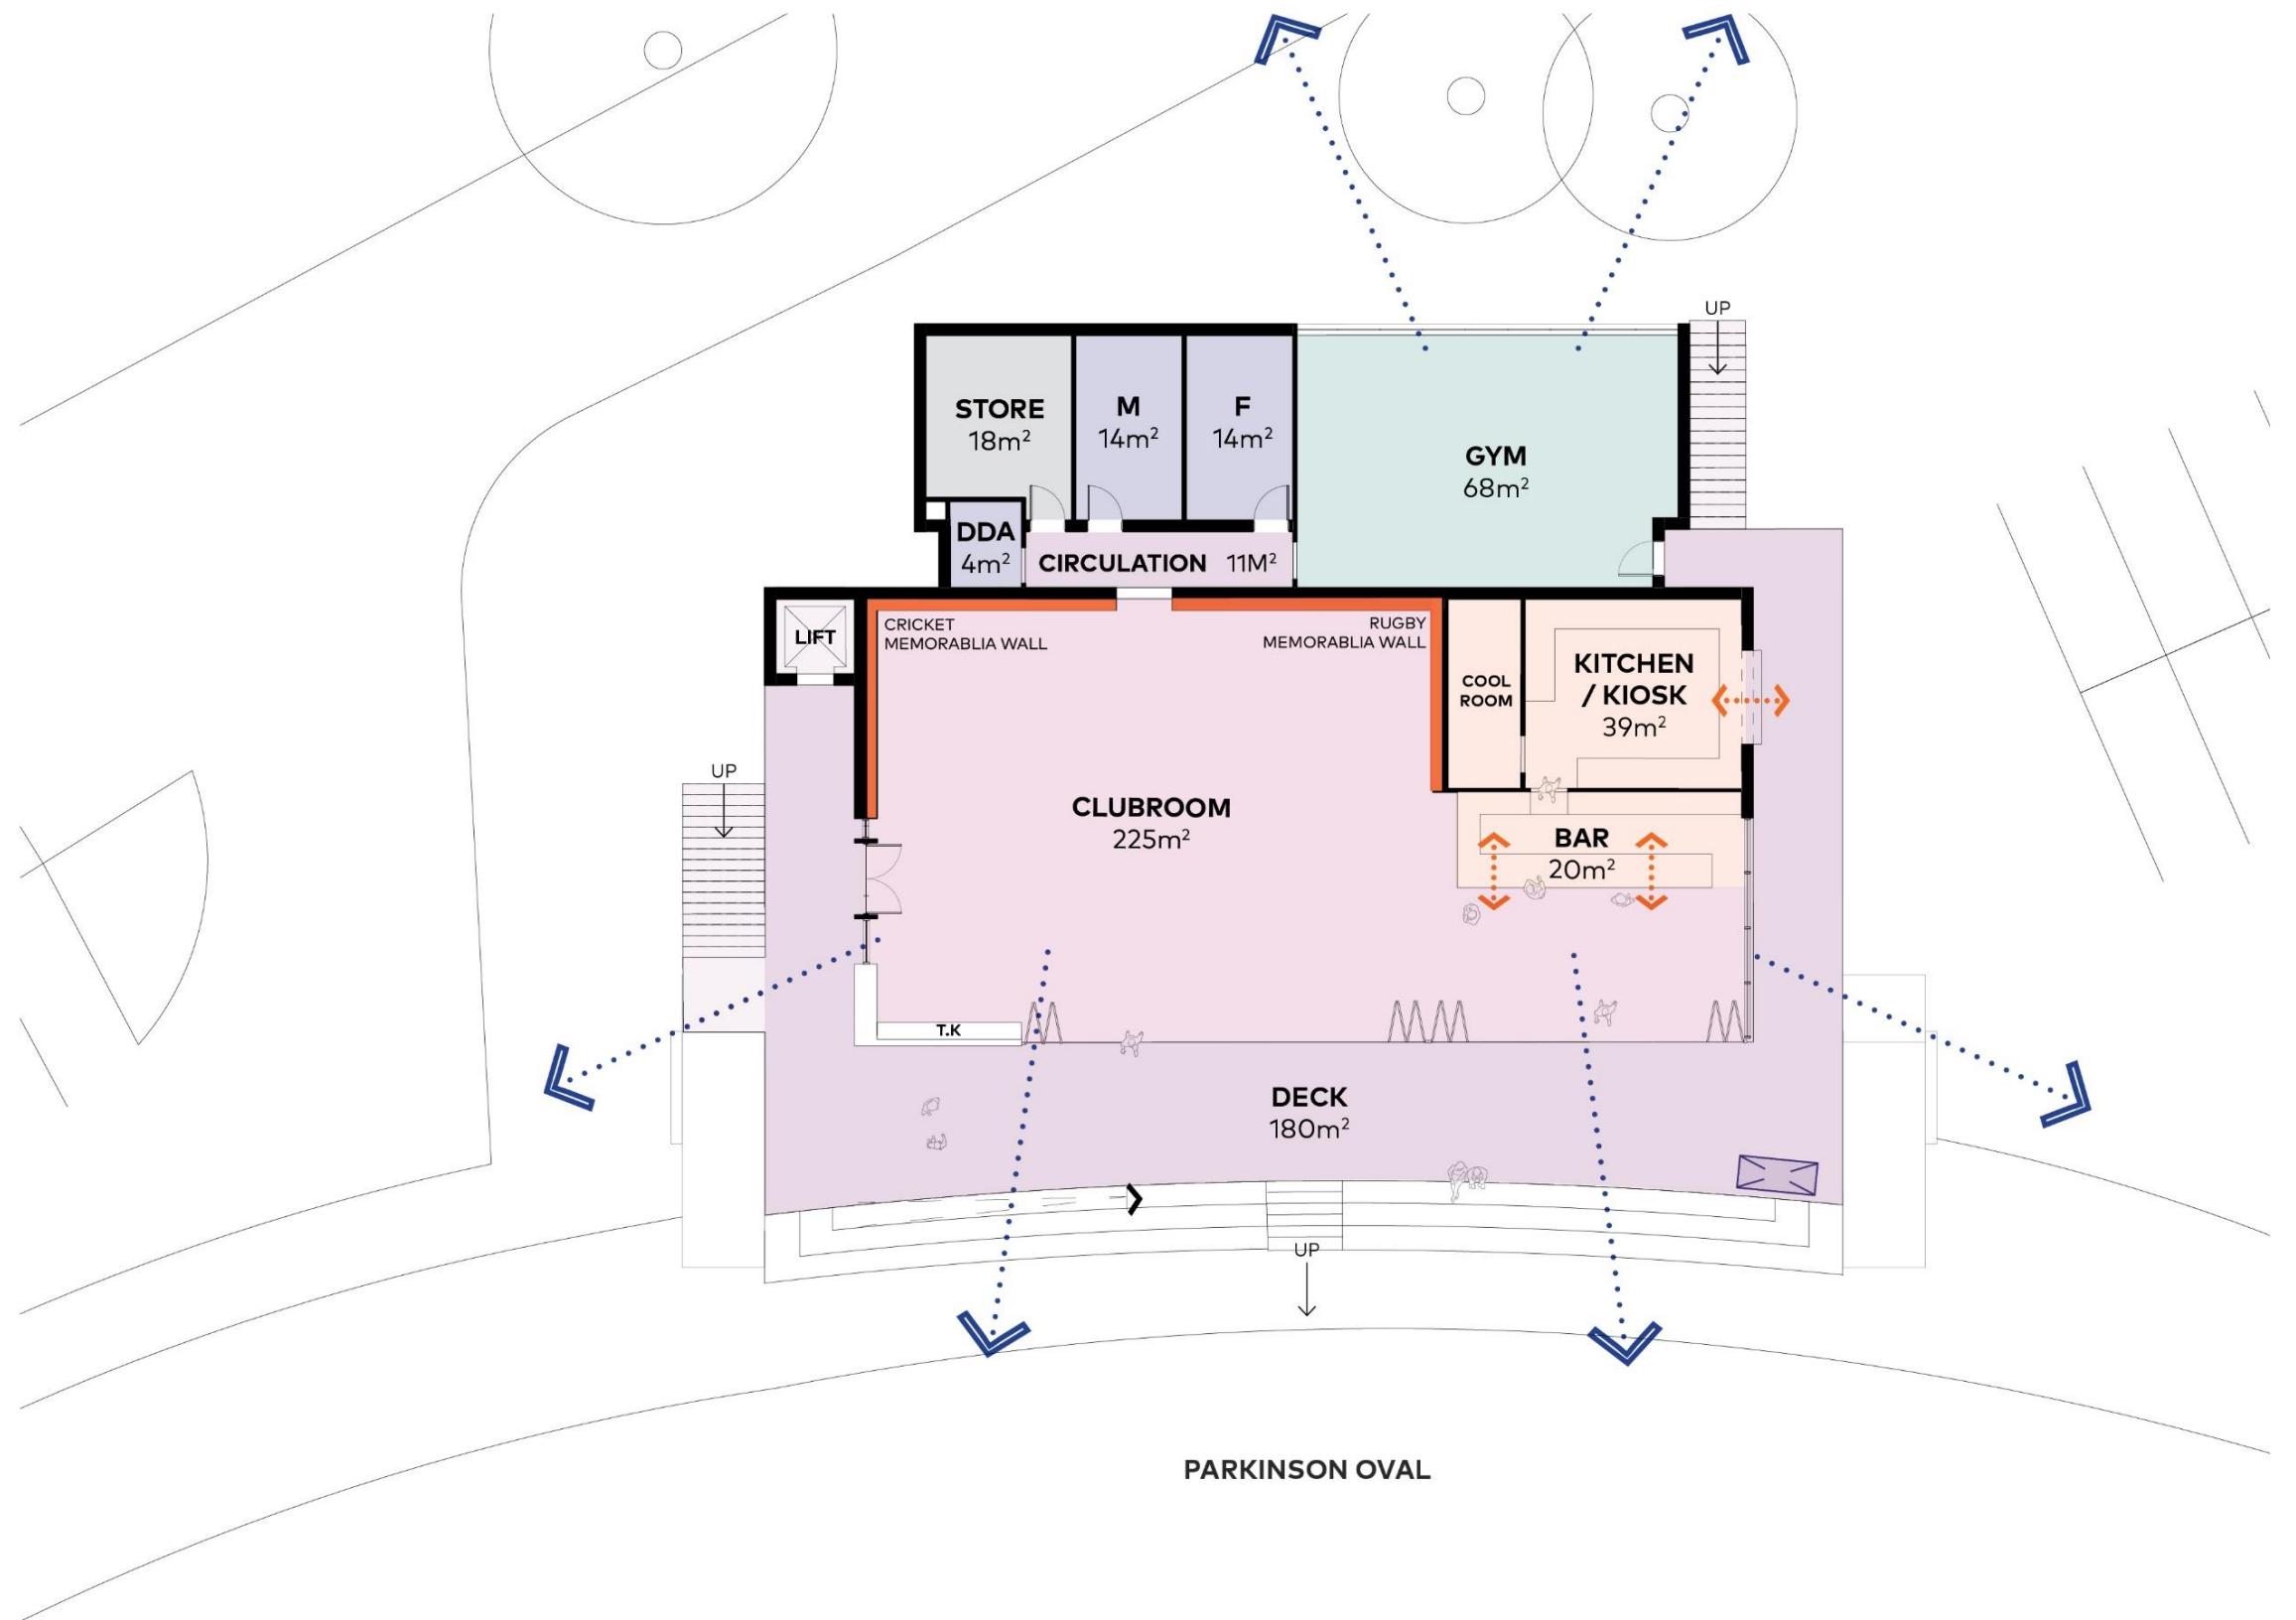 UP
STORE
18m²
M
14m²
F
14m²
GYM
68m²
DDA
4m²
CIRCULATION 11M²
LIFT
CRICKET
MEMORABLIA WALL
RUGBY
MEMORABLIA WALL
COOL
ROOM
KITCHEN
/ KIOSK
39m²
UP
CLUBROOM
225m²
BAR
20m²
T.K
DECK
180m²
UP
PARKINSON OVAL